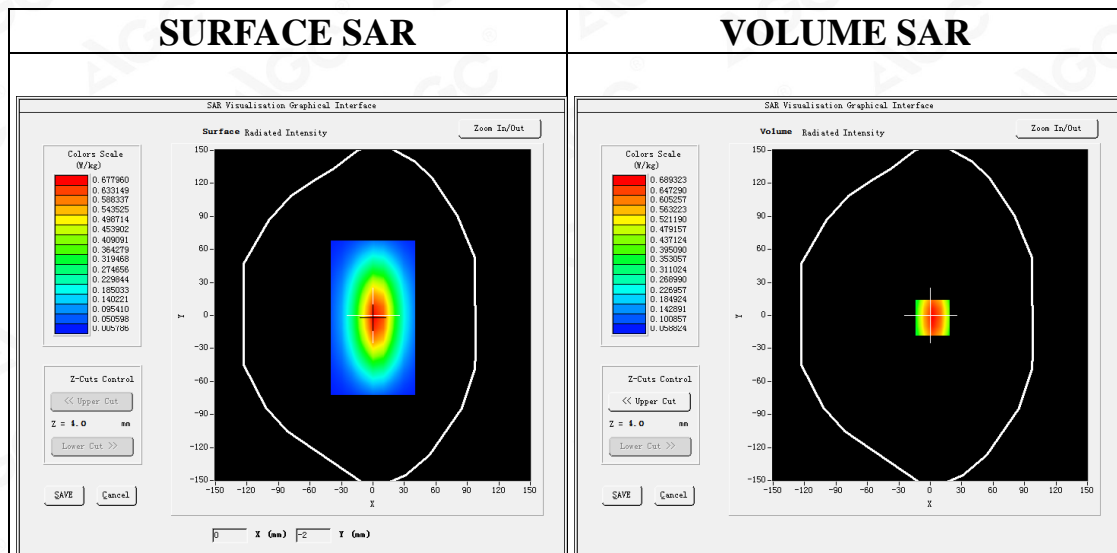 SURFACE SAR
VOLUME SAR
SAR Visualisation Graphical Interface
Surface Radiated Intensity
Zoom In/Out
Colors Scale
(W/kg)
0.677960
0.633149
0.588337
0.543525
0.498714
0.453902
0.409091
0.364279
0.319468
0.274656
0.229844
0.185033
0.140221
0.095410
0.050598
0.005786
150
120
90
60
30
0
-30
-60
-90
-120
-150
Y
-150 -120 -90 -60 -30 0 30 60 90 120 150
X
Z-Cuts Control
<< Upper Cut
Z = 4.0 mm
Lower Cut >>
SAVE Cancel
0 X (mm) -2 Y (mm)
SAR Visualisation Graphical Interface
Volume Radiated Intensity
Zoom In/Out
Colors Scale
(W/kg)
0.689323
0.647290
0.605257
0.563223
0.521190
0.479157
0.437124
0.395090
0.353057
0.311024
0.268990
0.226957
0.184924
0.142891
0.100857
0.058824
150
120
90
60
30
0
-30
-60
-90
-120
-150
Y
-150 -120 -90 -60 -30 0 30 60 90 120 150
X
Z-Cuts Control
<< Upper Cut
Z = 4.0 mm
Lower Cut >>
SAVE Cancel
AGC